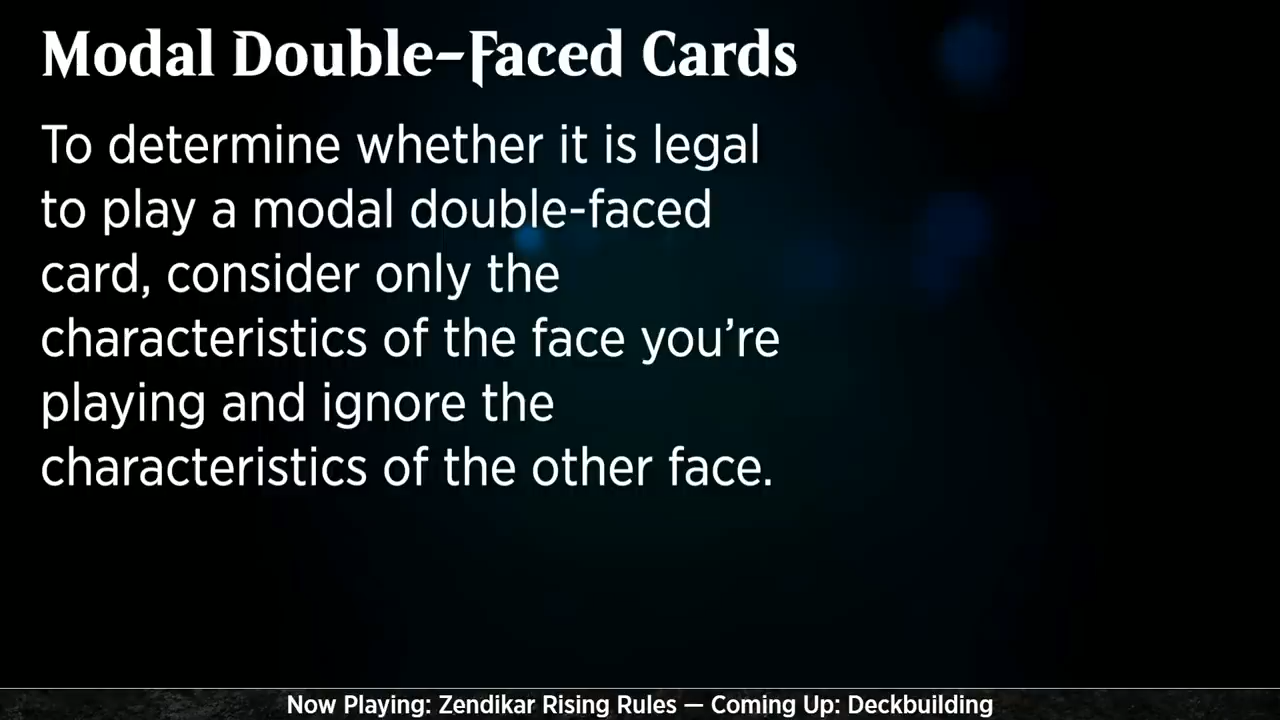 Modal Double-Faced Cards
To determine whether it is legal
to play a modal double-faced
card, consider only the
characteristics of the face you’re
playing and ignore the
characteristics of the other face.
Now Playing: Zendikar Rising Rules — Coming Up: Deckbuilding